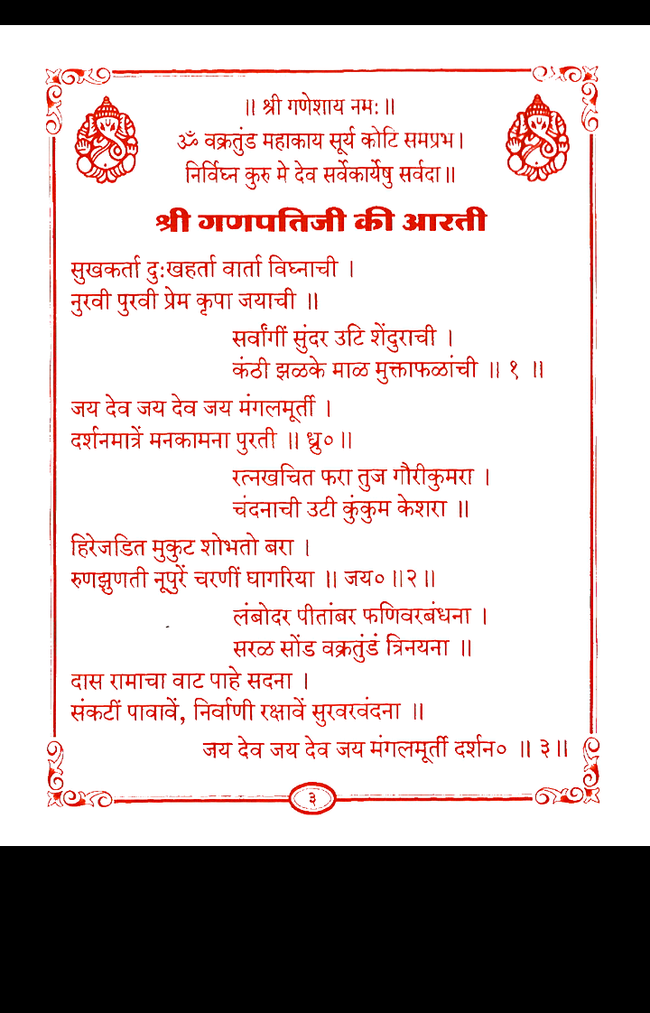 ॥ श्री गणेशाय नमः ॥
ॐ वक्रतुंड महाकाय सूर्य कोटि समप्रभ।
निर्विघ्न कुरु मे देव सर्वेकार्येषु सर्वदा॥
श्री गणपतिजी की आरती
सुखकर्ता दुःखहर्ता वार्ता विघ्नाची ।
नुरवी पुरवी प्रेम कृपा जयाची ॥
सर्वांगीं सुंदर उटि शेंदुराची ।
कंठी झळके माळ मुक्ताफळांची ॥ १ ॥
जय देव जय देव जय मंगलमूर्ती ।
दर्शनमात्रें मनकामना पुरती ॥ ध्रु० ॥
रत्नखचित फरा तुज गौरीकुमरा ।
चंदनाची उटी कुंकुम केशरा ॥
हिरेजडित मुकुट शोभतो बरा ।
रुणझुणती नूपुरें चरणीं घागरिया ॥ जय० ॥२॥
लंबोदर पीतांबर फणिवरबंधना ।
सरळ सोंड वक्रतुंडं त्रिनयना ॥
दास रामाचा वाट पाहे सदना ।
संकटीं पावावें, निर्वाणी रक्षावें सुरवरवंदना ॥
जय देव जय देव जय मंगलमूर्ती दर्शन० ॥ ३॥
३